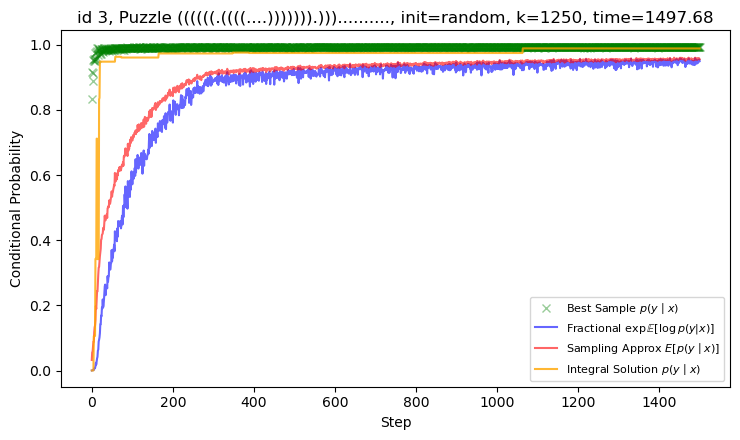 id 3, Puzzle ((((((.((((....))))))).))).........., init=random, k=1250, time=1497.68
1.0
0.8
0.6
0.4
0.2
0.0
Conditional Probability
Best Sample p(y | x)
Fractional exp𝔼[log p(y|x)]
Sampling Approx E[p(y | x)]
Integral Solution p(y | x)
0 200 400 600 800 1000 1200 1400
Step